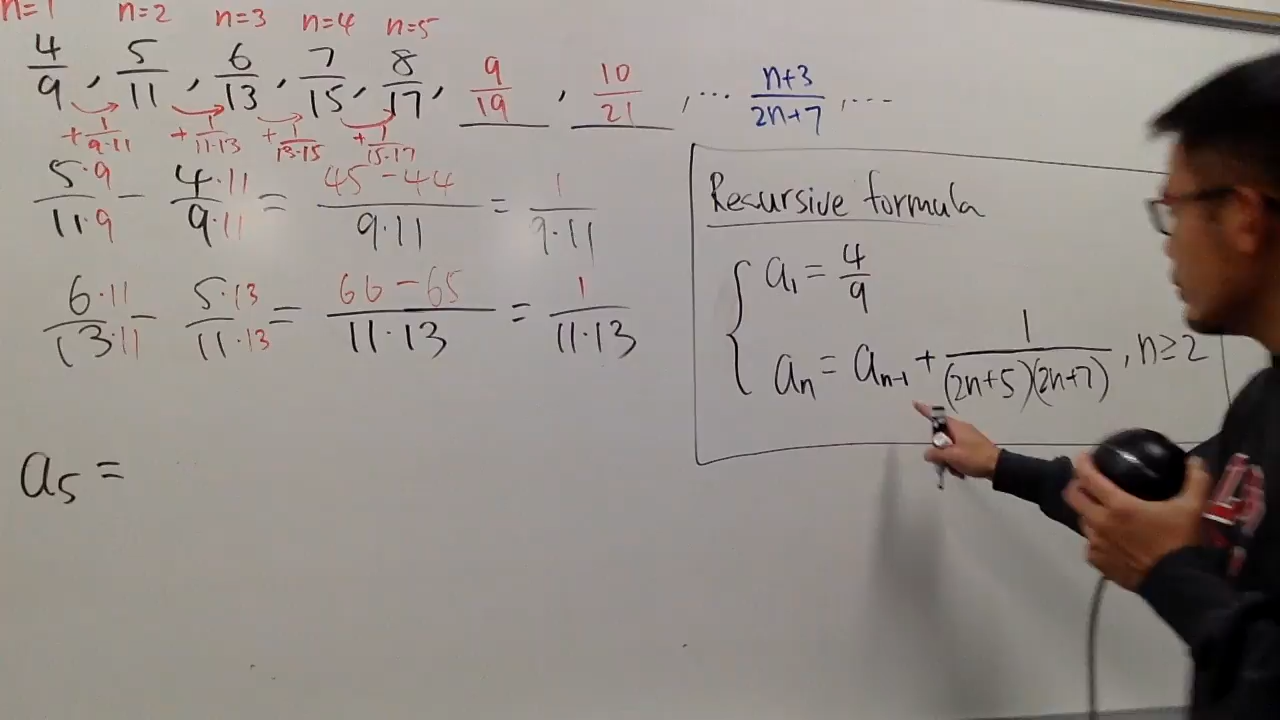 n=1 n=2 n=3 n=4 n=5
4/9, 5/11, 6/13, 7/15, 8/17, 9/19, 10/21, ... n+3/2n+7, ...
+1/9·11 +1/11·13 +1/13·15 +1/15·17
5·9/11·9 - 4·11/9·11 = 45-44/9·11 = 1/9·11
6·11/13·11 - 5·13/11·13 = 66-65/11·13 = 1/11·13
a₅ =
Recursive formula
a₁ = 4/9
aₙ = aₙ₋₁ + 1/(2n+5)(2n+7), n≥2